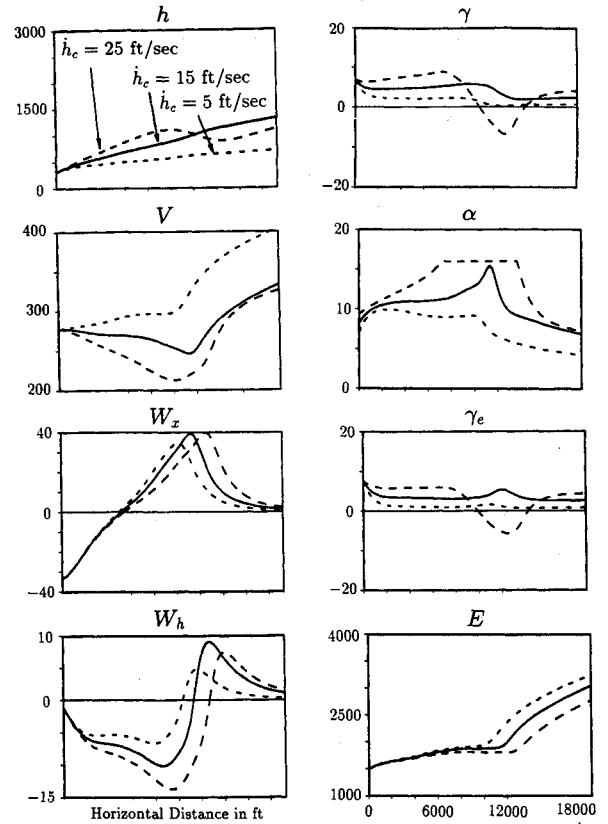 h
3000
1500
0
ḣc = 25 ft/sec
ḣc = 15 ft/sec
ḣc = 5 ft/sec
γ
20
0
−20
V
400
300
200
α
20
10
0
Wx
40
0
−40
γe
20
0
−20
Wh
10
0
−15
Horizontal Distance in ft
E
4000
2500
1000
0 6000 12000 18000